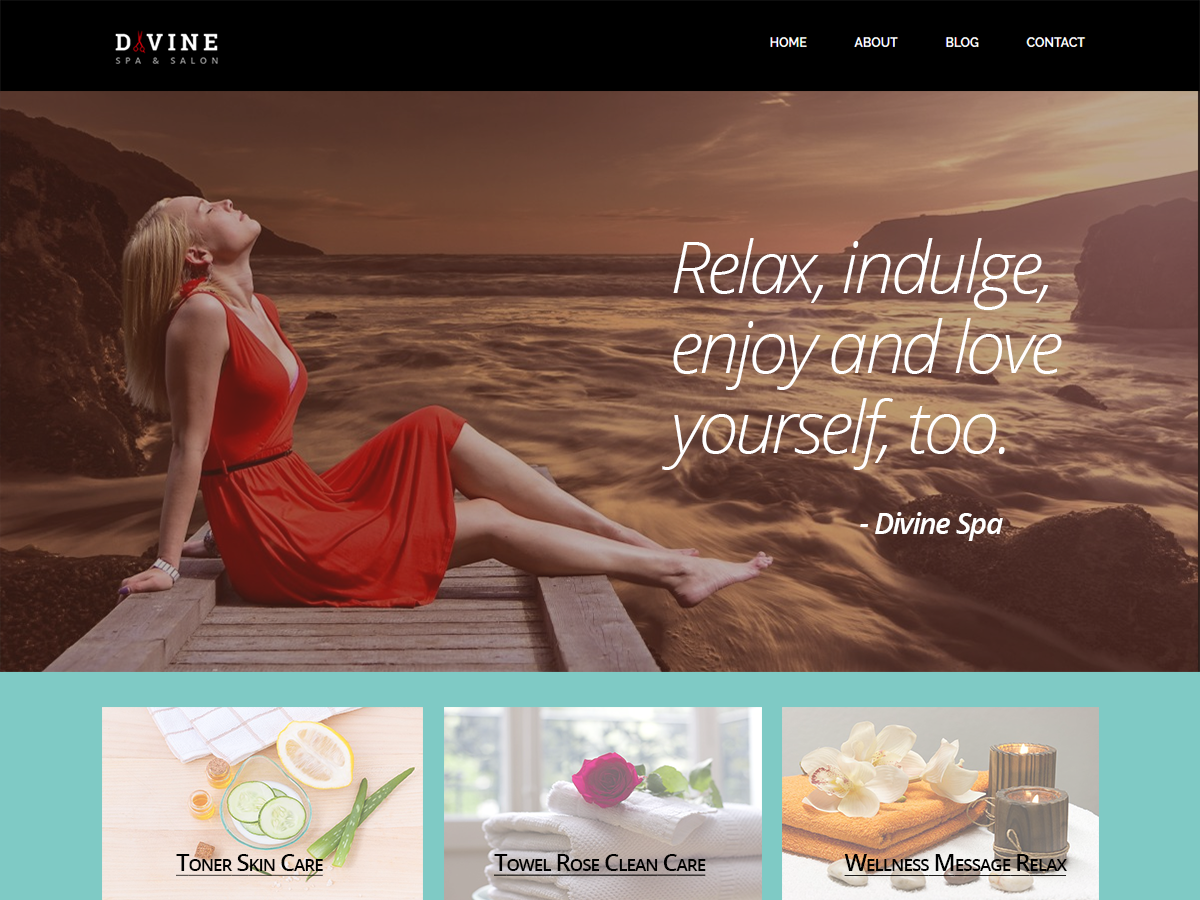 DIVINE
SPA & SALON
HOME ABOUT BLOG CONTACT
Relax, indulge,
enjoy and love
yourself, too.
- Divine Spa
Toner Skin Care
Towel Rose Clean Care
Wellness Message Relax